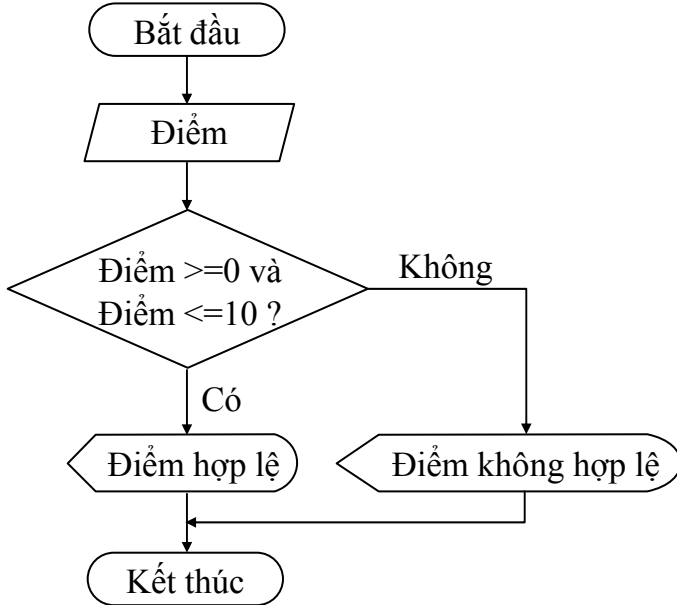 Bắt đầu
Điểm
Điểm >=0 và
Điểm <=10 ?
Không
Có
Điểm hợp lệ
Điểm không hợp lệ
Kết thúc